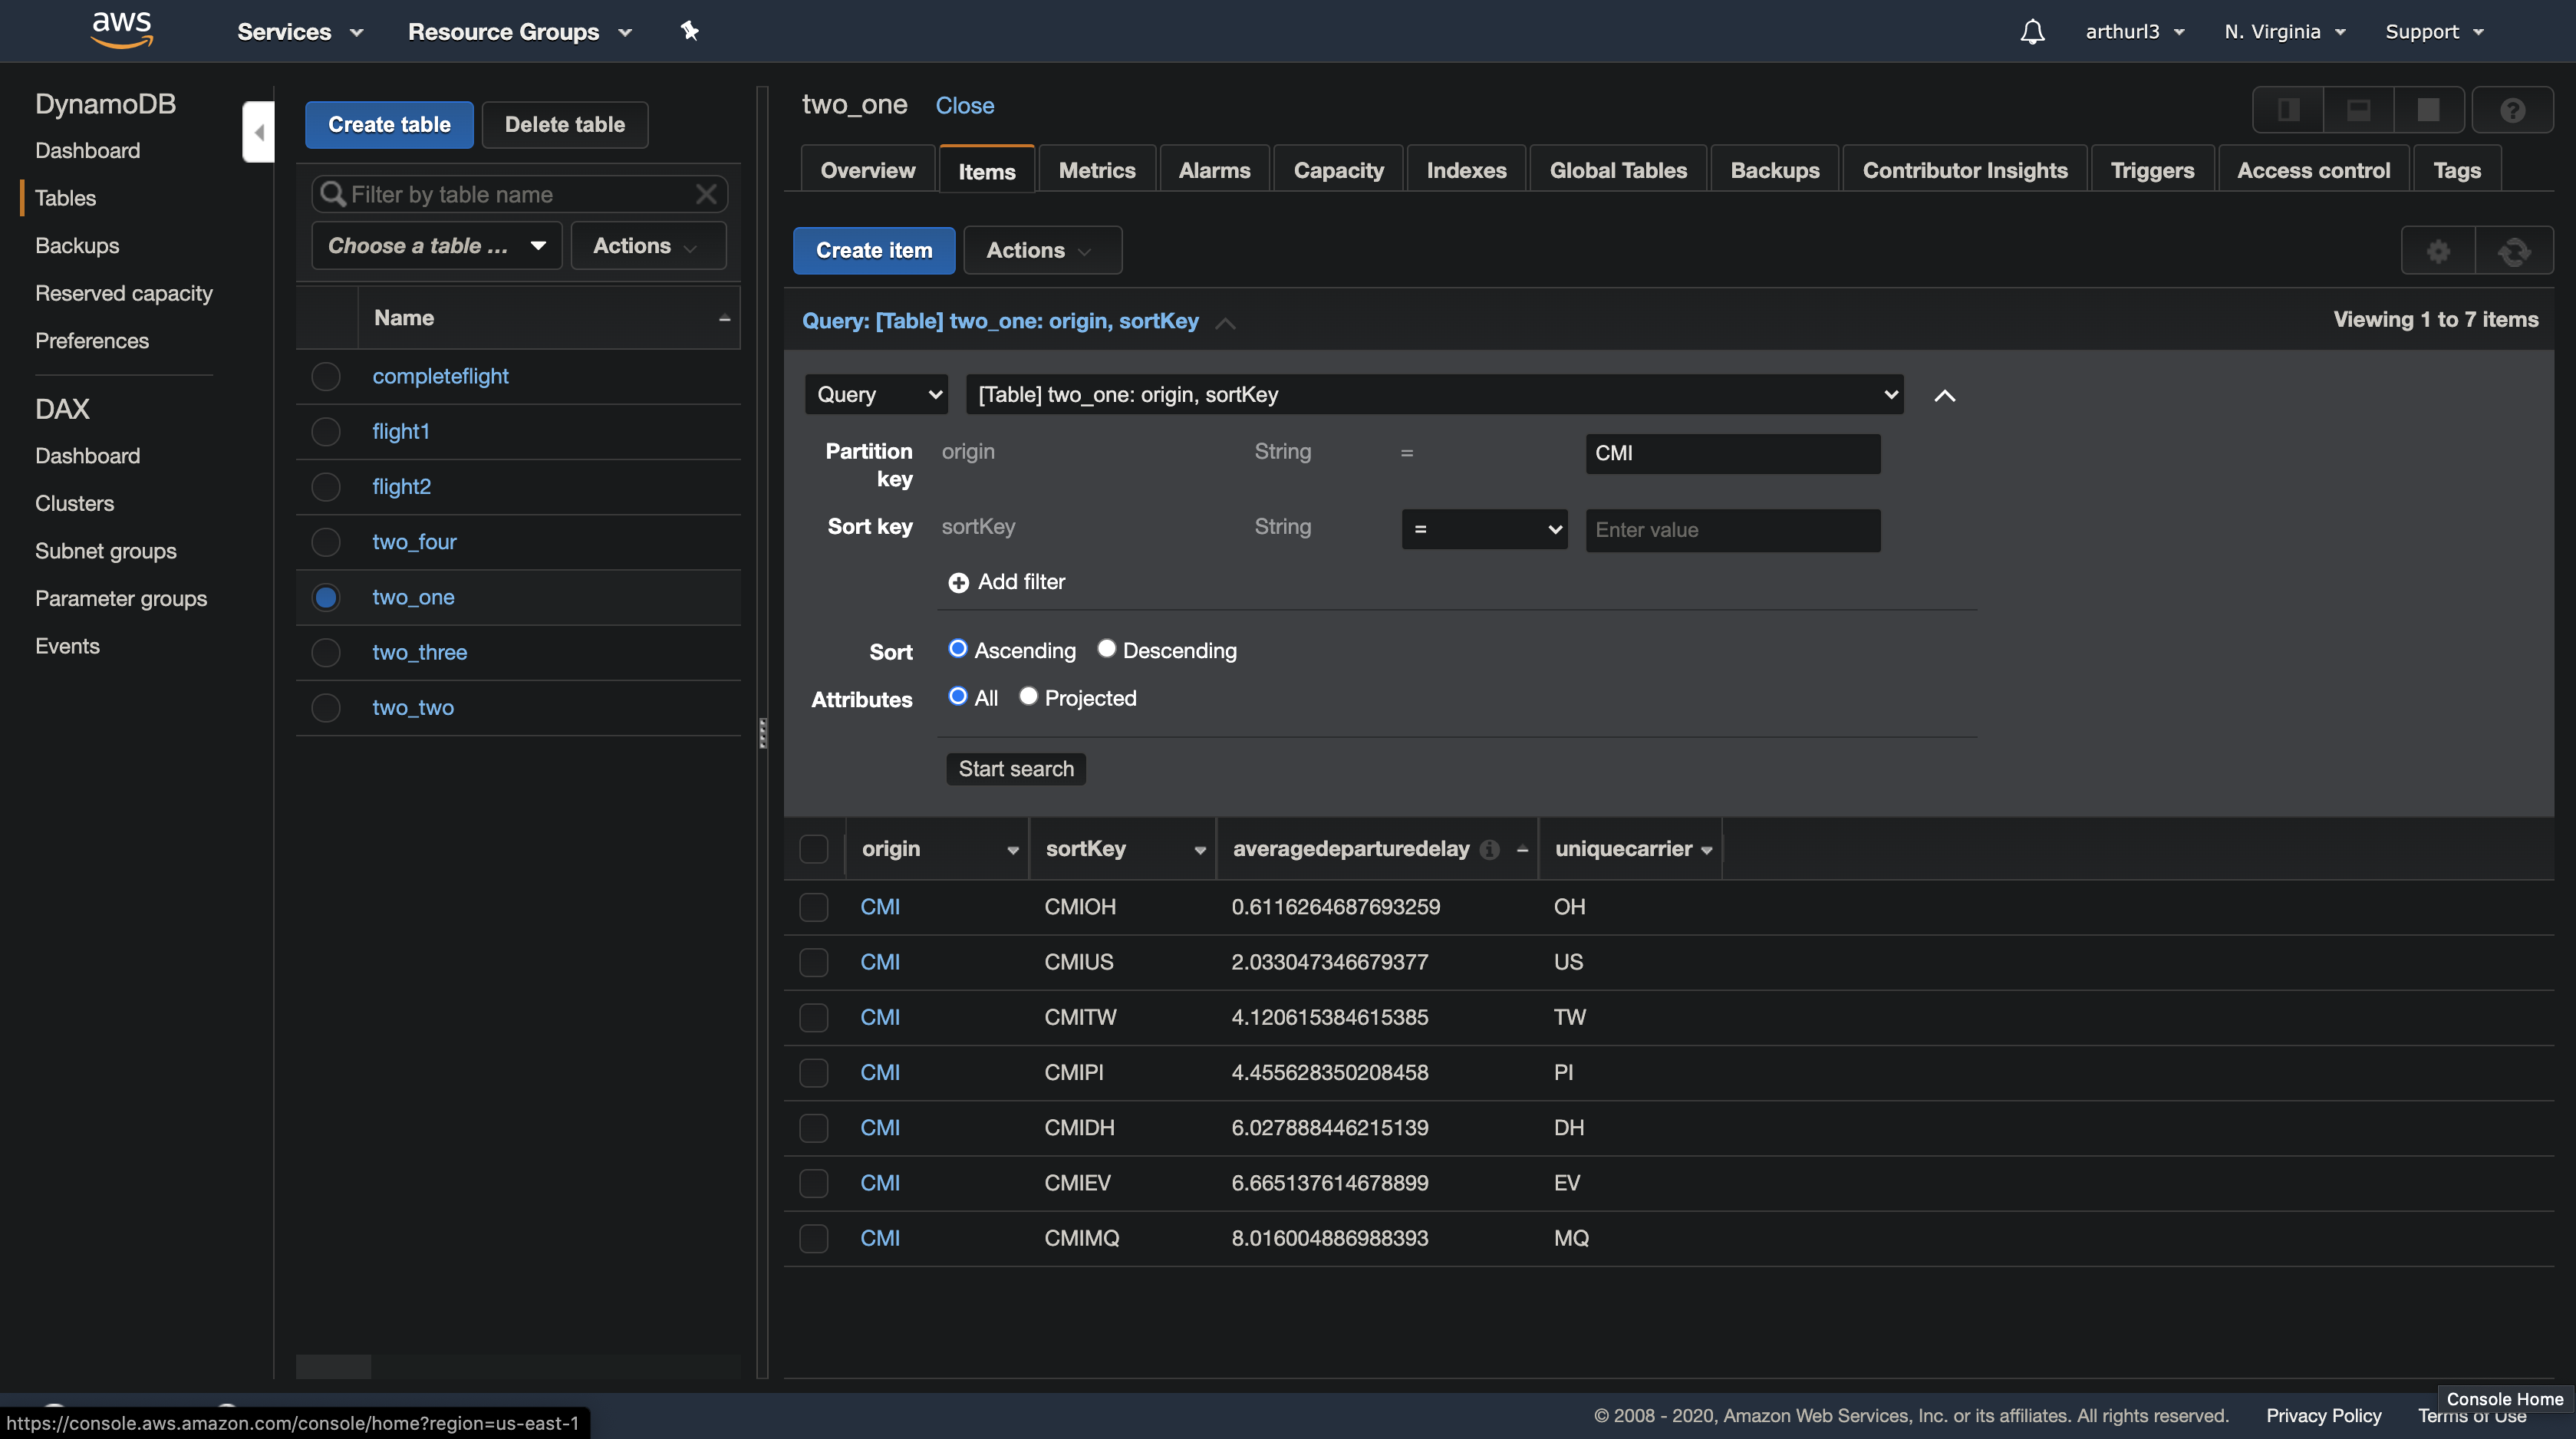 aws Services Resource Groups arthurl3 N. Virginia Support
DynamoDB
Dashboard
Tables
Backups
Reserved capacity
Preferences
DAX
Dashboard
Clusters
Subnet groups
Parameter groups
Events
Create table Delete table
Filter by table name
Choose a table ... Actions
Name
completeflight
flight1
flight2
two_four
two_one
two_three
two_two
two_one Close
Overview Items Metrics Alarms Capacity Indexes Global Tables Backups Contributor Insights Triggers Access control Tags
Create item Actions
Query: [Table] two_one: origin, sortKey Viewing 1 to 7 items
Query [Table] two_one: origin, sortKey
Partition key origin String = CMI
Sort key sortKey String = Enter value
Add filter
Sort Ascending Descending
Attributes All Projected
Start search
origin sortKey averagedeparturedelay uniquecarrier
CMI CMIOH 0.6116264687693259 OH
CMI CMIUS 2.033047346679377 US
CMI CMITW 4.120615384615385 TW
CMI CMIPI 4.455628350208458 PI
CMI CMIDH 6.027888446215139 DH
CMI CMIEV 6.665137614678899 EV
CMI CMIMQ 8.016004886988393 MQ
Console Home
https://console.aws.amazon.com/console/home?region=us-east-1
© 2008 - 2020, Amazon Web Services, Inc. or its affiliates. All rights reserved. Privacy Policy Terms of Use